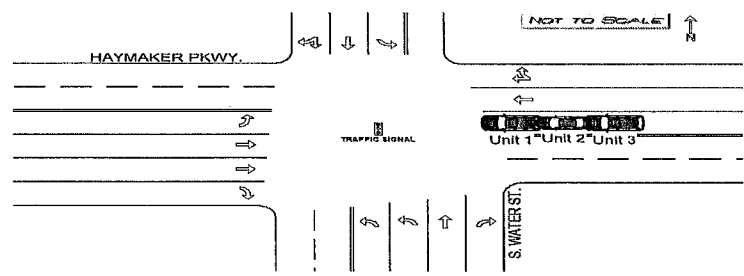 NOT TO SCALE
N
HAYMAKER PKWY.
TRAFFIC SIGNAL
Unit 1 Unit 2 Unit 3
S. WATER ST.